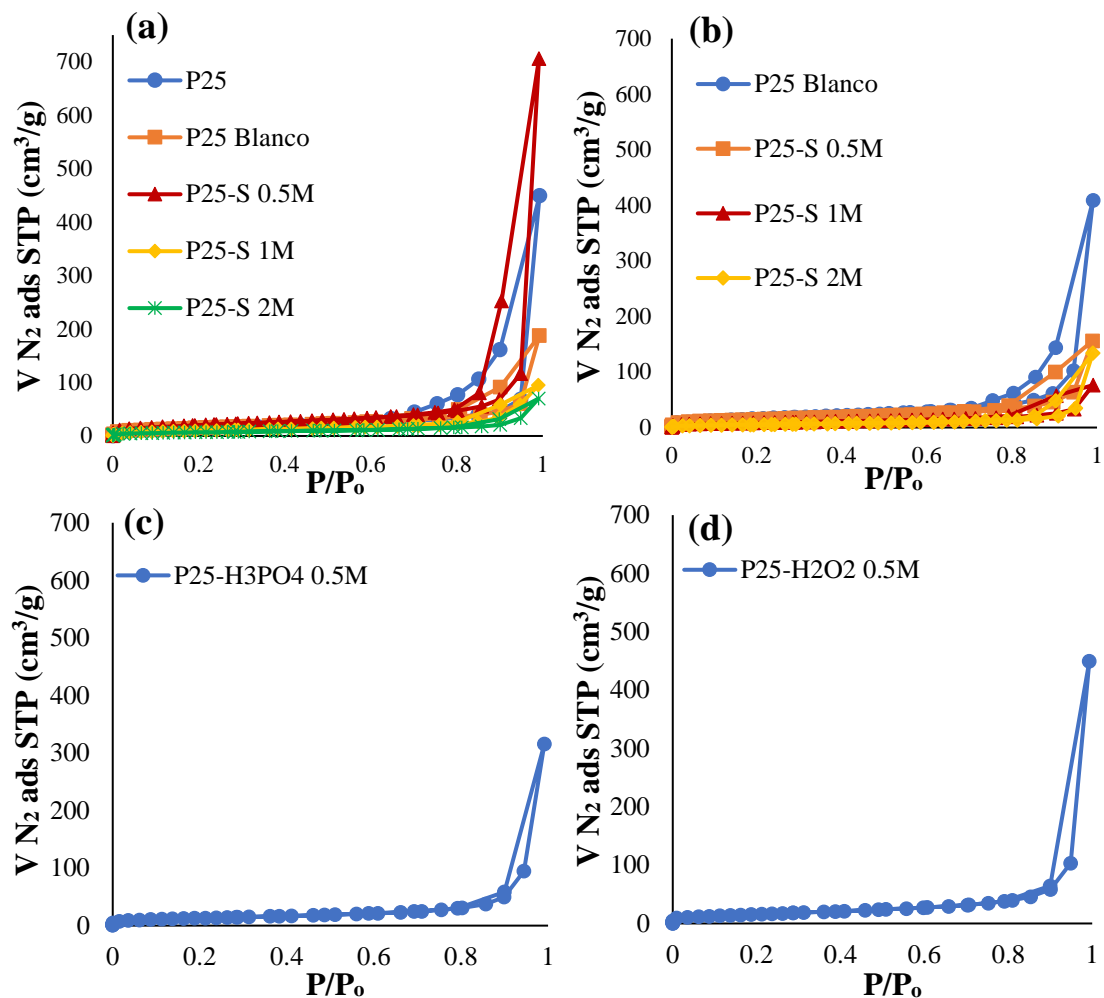 (a)
V N₂ ads STP (cm³/g)
700
600
500
400
300
200
100
0
P25
P25 Blanco
P25-S 0.5M
P25-S 1M
P25-S 2M
0 0.2 0.4 0.6 0.8 1
P/Pₒ
(b)
V N₂ ads STP (cm³/g)
700
600
500
400
300
200
100
0
P25 Blanco
P25-S 0.5M
P25-S 1M
P25-S 2M
0 0.2 0.4 0.6 0.8 1
P/Pₒ
(c)
V N₂ ads STP (cm³/g)
700
600
500
400
300
200
100
0
P25-H3PO4 0.5M
0 0.2 0.4 0.6 0.8 1
P/Pₒ
(d)
V N₂ ads STP (cm³/g)
700
600
500
400
300
200
100
0
P25-H2O2 0.5M
0 0.2 0.4 0.6 0.8 1
P/Pₒ